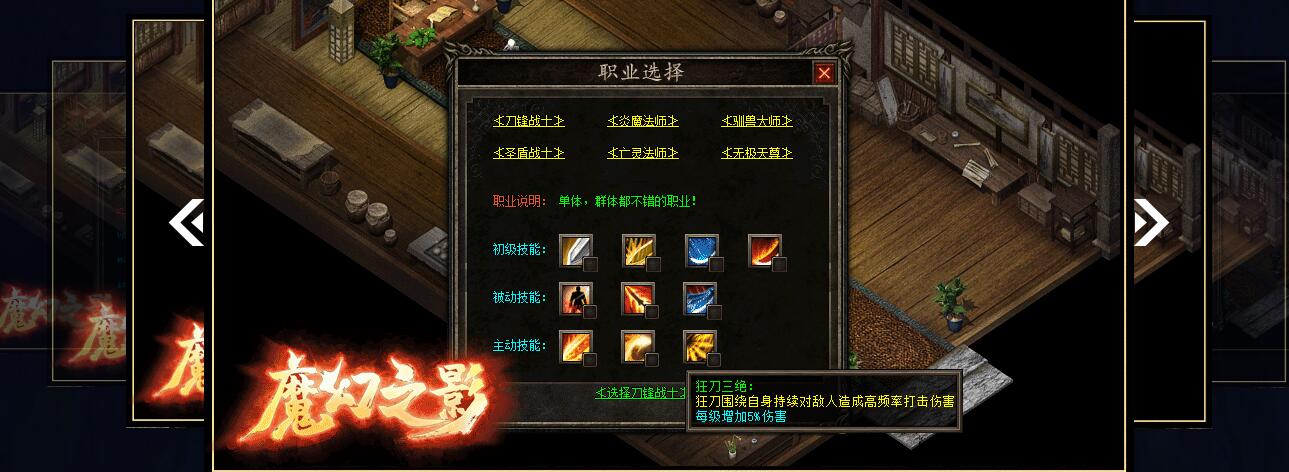 职业选择
<刀锋战士> <炎魔法师> <驯兽大师>
<圣盾战士> <亡灵法师> <无极天尊>
职业说明： 单体，群体都不错的职业！
初级技能：
被动技能：
主动技能：
<选择刀锋战士>
狂刀三绝：
狂刀围绕自身持续对敌人造成高频率打击伤害
每级增加5%伤害
魔幻之影